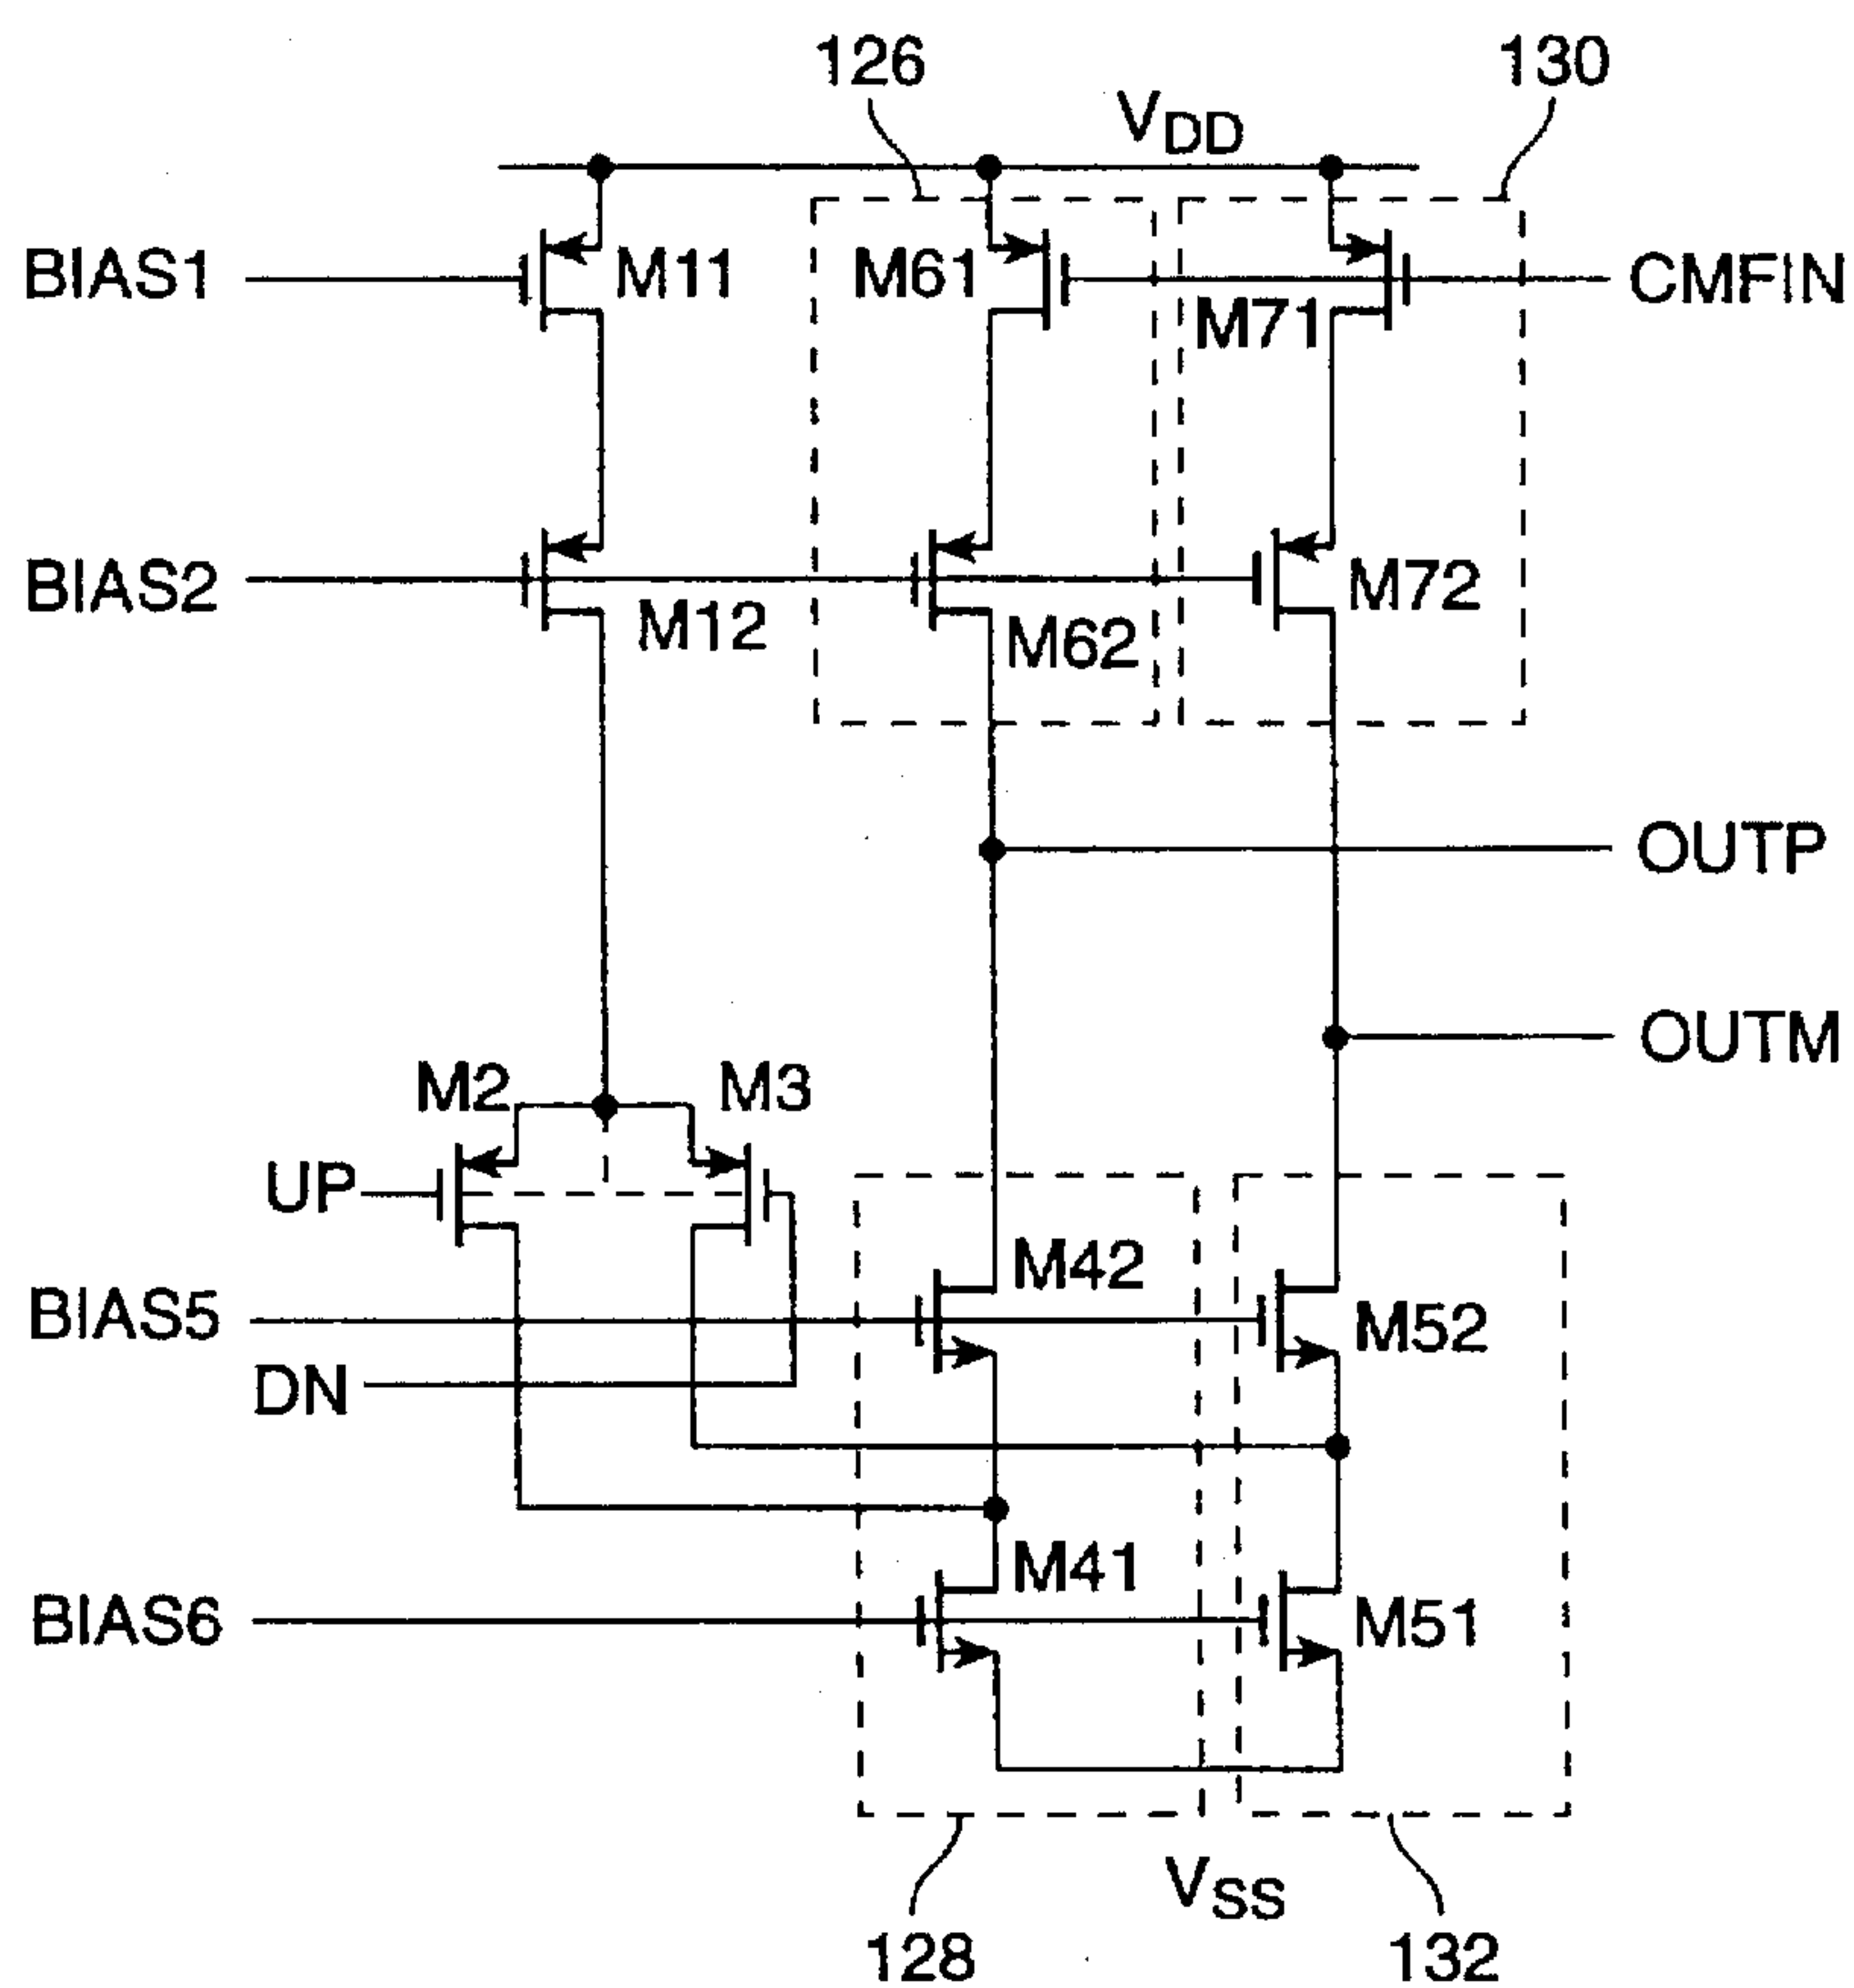 126
130
VDD
BIAS1
M11
M61
M71
CMFIN
BIAS2
M12
M62
M72
OUTP
OUTM
M2
M3
UP
M42
BIAS5
M52
DN
M41
BIAS6
M51
VSS
128
132